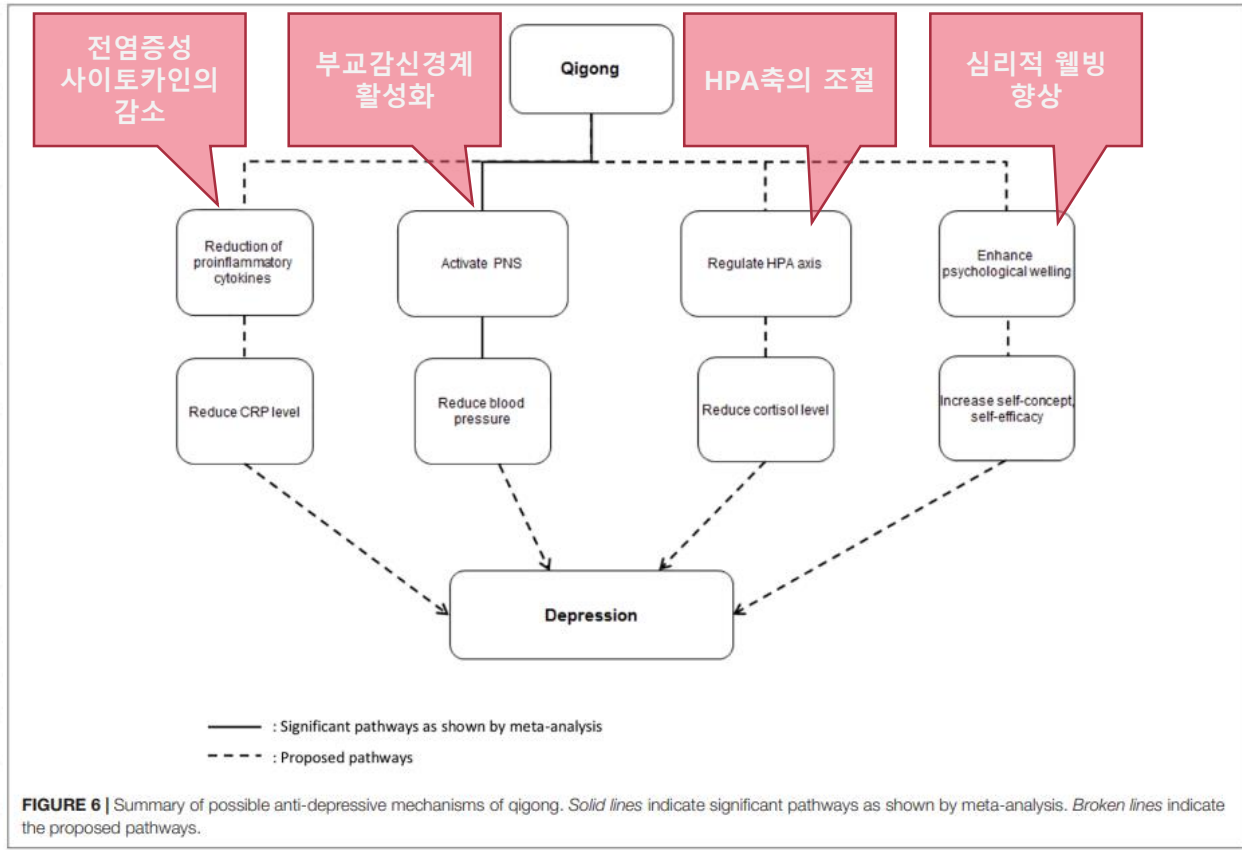 전염증성
사이토카인의
감소
부교감신경계
활성화
Qigong
HPA축의 조절
심리적 웰빙
향상
Reduction of
proinflammatory
cytokines
Activate PNS
Regulate HPA axis
Enhance
psychological welling
Reduce CRP level
Reduce blood
pressure
Reduce cortisol level
Increase self-concept,
self-efficacy
Depression
: Significant pathways as shown by meta-analysis
: Proposed pathways
FIGURE 6 | Summary of possible anti-depressive mechanisms of qigong. Solid lines indicate significant pathways as shown by meta-analysis. Broken lines indicate
the proposed pathways.